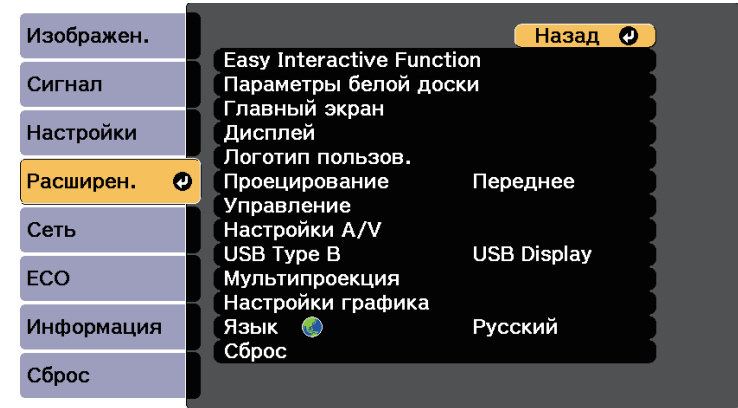 Изображен.
Сигнал
Настройки
Расширен.
Сеть
ECO
Информация
Сброс
Назад
Easy Interactive Function
Параметры белой доски
Главный экран
Дисплей
Логотип пользов.
Проецирование Переднее
Управление
Настройки A/V
USB Type B USB Display
Мультипроекция
Настройки графика
Язык Русский
Сброс